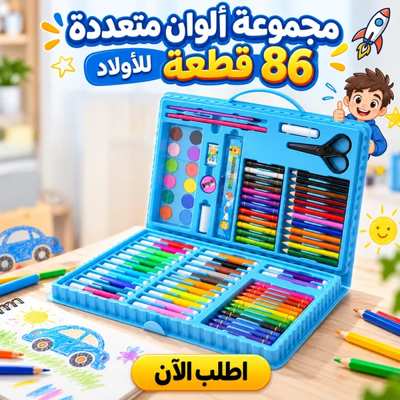 مجموعة ألوان متعددة
86 قطعة للأولاد
اطلب الآن